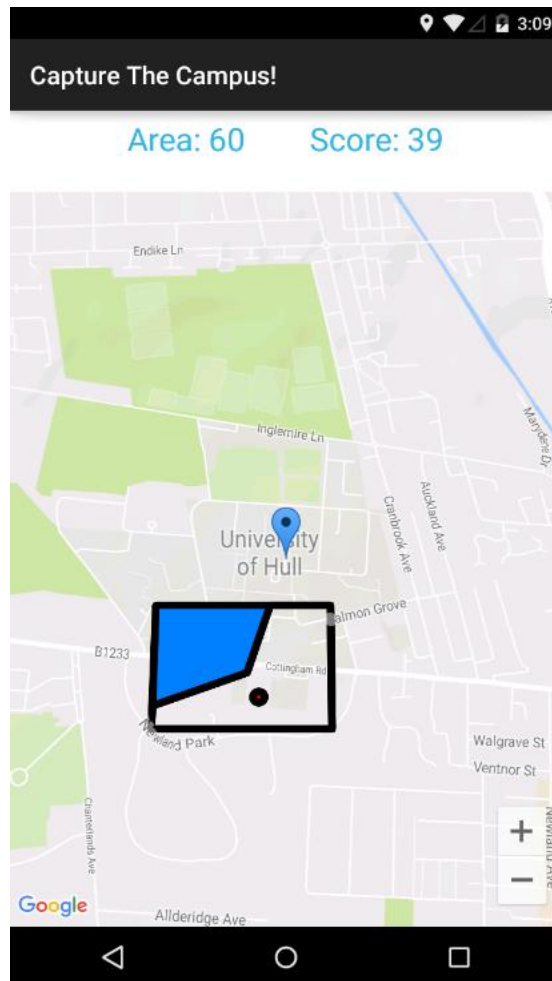 3:09
Capture The Campus!
Area: 60 Score: 39
Endike Ln
Marydene Dr
Inglemire Ln
Auckland Ave
Cranbrook Ave
University
of Hull
Salmon Grove
B1233
Cottingham Rd
Newland Park
Walgrave St
Ventnor St
Chanterlands Ave
Newland Ave
+
−
Google
Allderidge Ave